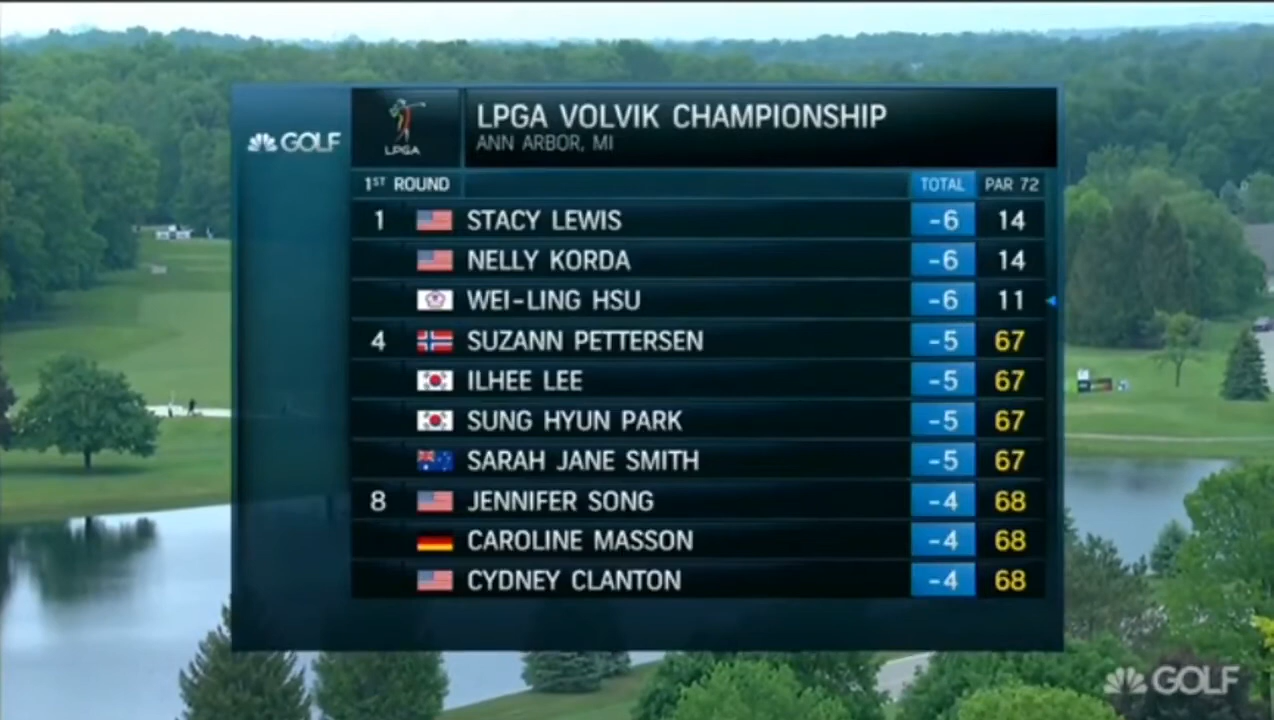 GOLF
LPGA
LPGA VOLVIK CHAMPIONSHIP
ANN ARBOR, MI
1ST ROUND TOTAL PAR 72
1 STACY LEWIS -6 14
NELLY KORDA -6 14
WEI-LING HSU -6 11
4 SUZANN PETTERSEN -5 67
ILHEE LEE -5 67
SUNG HYUN PARK -5 67
SARAH JANE SMITH -5 67
8 JENNIFER SONG -4 68
CAROLINE MASSON -4 68
CYDNEY CLANTON -4 68
GOLF